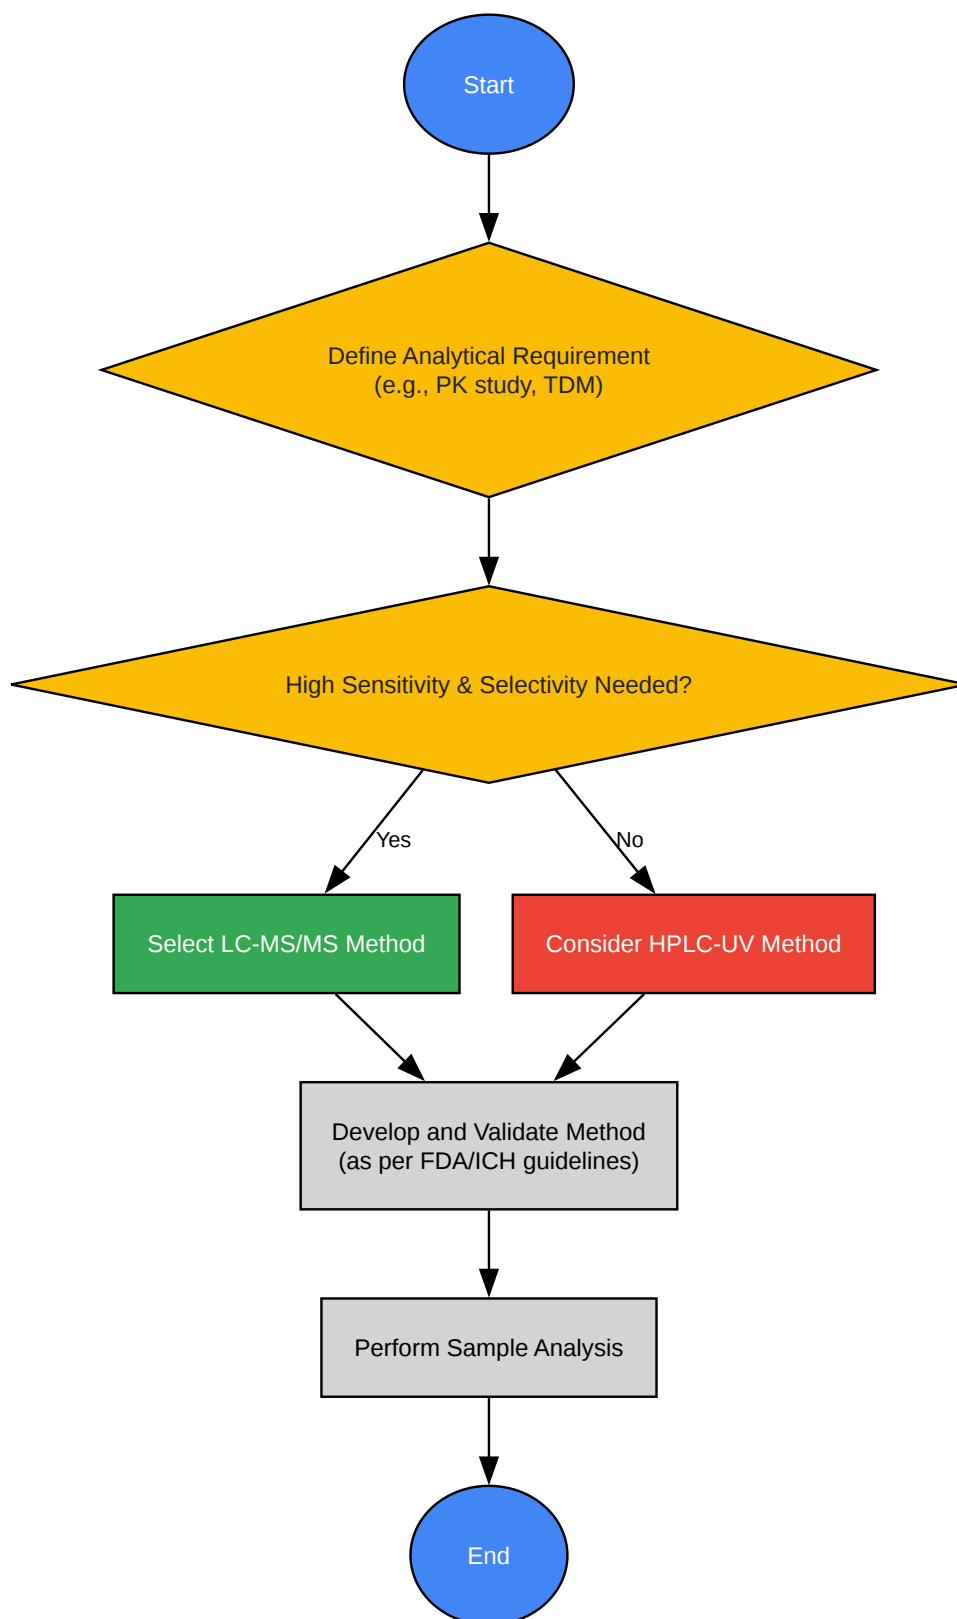 Start
Define Analytical Requirement
(e.g., PK study, TDM)
High Sensitivity & Selectivity Needed?
Yes
No
Select LC-MS/MS Method
Consider HPLC-UV Method
Develop and Validate Method
(as per FDA/ICH guidelines)
Perform Sample Analysis
End